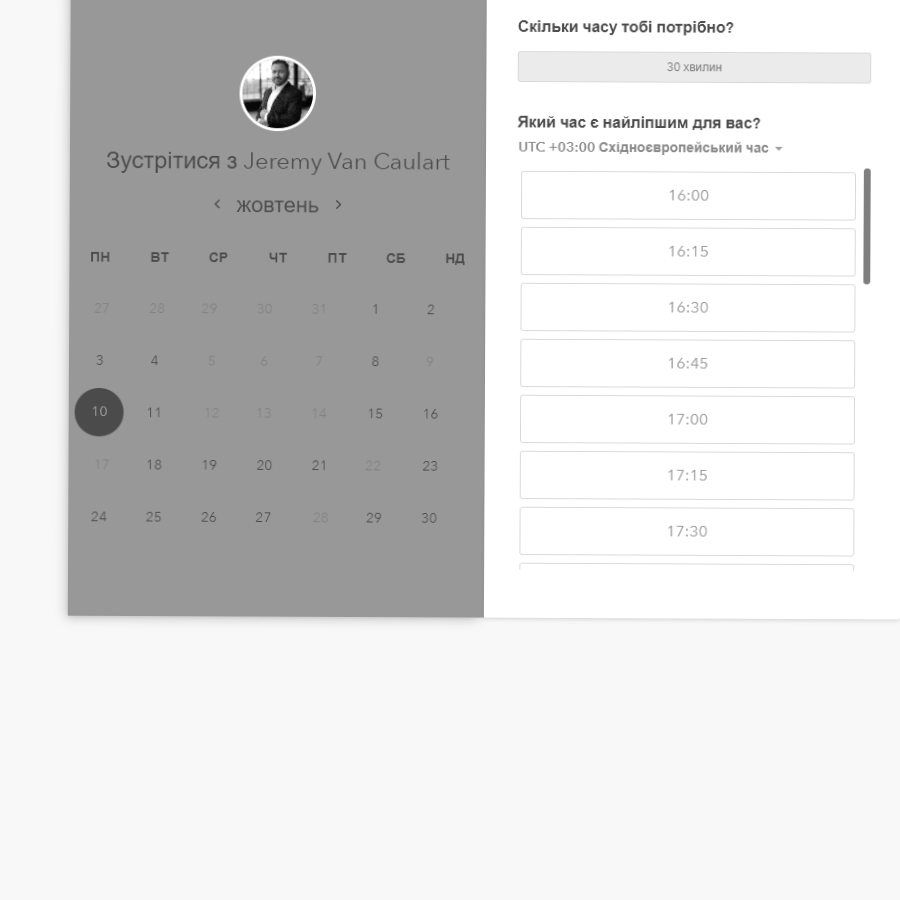 Зустрітися з Jeremy Van Caulart
жовтень
ПН ВТ СР ЧТ ПТ СБ НД
27 28 29 30 31 1 2
3 4 5 6 7 8 9
10 11 12 13 14 15 16
17 18 19 20 21 22 23
24 25 26 27 28 29 30
Скільки часу тобі потрібно?
30 хвилин
Який час є найліпшим для вас?
UTC +03:00 Східноєвропейський час
16:00
16:15
16:30
16:45
17:00
17:15
17:30